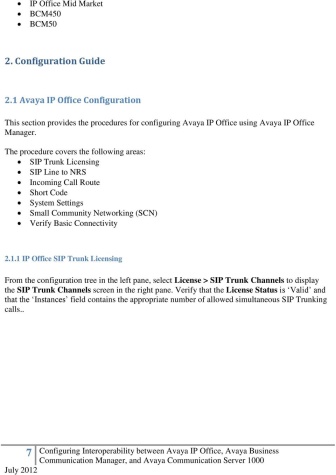 • IP Office Mid Market
• BCM450
• BCM50
2. Configuration Guide
2.1 Avaya IP Office Configuration
This section provides the procedures for configuring Avaya IP Office using Avaya IP Office
Manager.
The procedure covers the following areas:
• SIP Trunk Licensing
• SIP Line to NRS
• Incoming Call Route
• Short Code
• System Settings
• Small Community Networking (SCN)
• Verify Basic Connectivity
2.1.1 IP Office SIP Trunk Licensing
From the configuration tree in the left pane, select License > SIP Trunk Channels to display
the SIP Trunk Channels screen in the right pane. Verify that the License Status is ‘Valid’ and
that the ‘Instances’ field contains the appropriate number of allowed simultaneous SIP Trunking
calls..
7 Configuring Interoperability between Avaya IP Office, Avaya Business
Communication Manager, and Avaya Communication Server 1000
July 2012